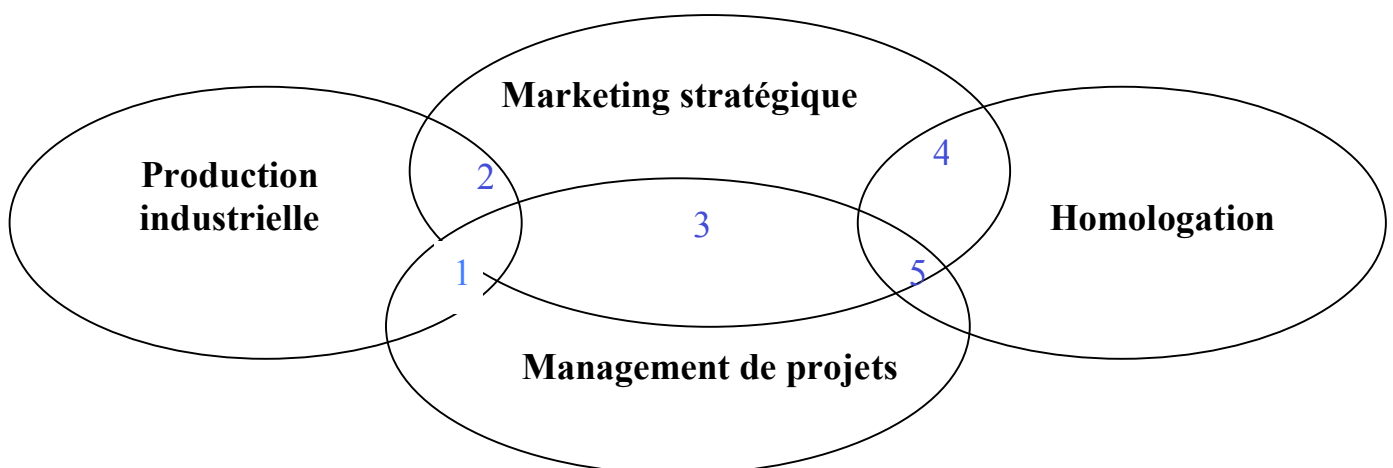 Marketing stratégique
Production
industrielle
2
4
Homologation
3
1
5
Management de projets